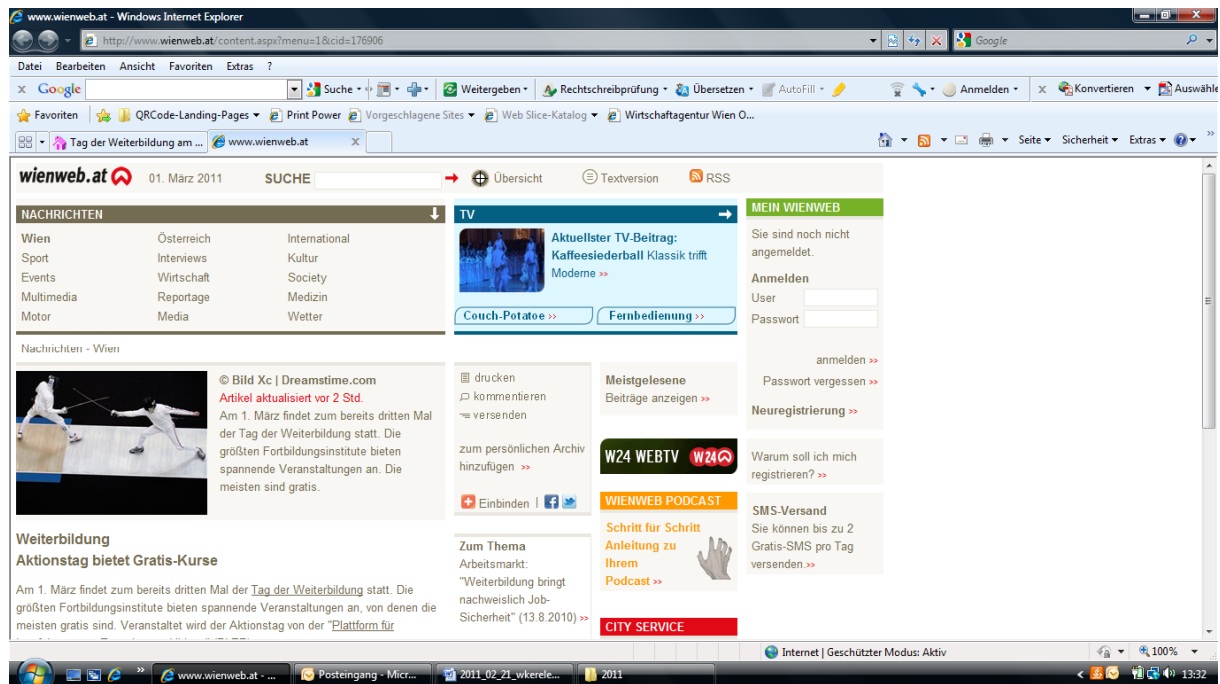 www.wienweb.at - Windows Internet Explorer
http://www.wienweb.at/content.aspx?menu=1&cid=176906
Google
Datei Bearbeiten Ansicht Favoriten Extras ?
x Google Suche Weitergeben Rechtschreibprüfung Übersetzen AutoFill Anmelden x Konvertieren Auswähle
Favoriten QRCode-Landing-Pages Print Power Vorgeschlagene Sites Web Slice-Katalog Wirtschaftagentur Wien O...
Tag der Weiterbildung am ... www.wienweb.at x Seite Sicherheit Extras
wienweb.at 01. März 2011 SUCHE Übersicht Textversion RSS
NACHRICHTEN
Wien Österreich International
Sport Interviews Kultur
Events Wirtschaft Society
Multimedia Reportage Medizin
Motor Media Wetter
TV
Aktuellster TV-Beitrag:
Kaffeesiederball Klassik trifft
Moderne >>
Couch-Potatoe >> Fernbedienung >>
MEIN WIENWEB
Sie sind noch nicht
angemeldet.
Anmelden
User
Passwort
anmelden >>
Passwort vergessen >>
Neuregistrierung >>
Warum soll ich mich
registrieren? >>
SMS-Versand
Sie können bis zu 2
Gratis-SMS pro Tag
versenden.>>
Nachrichten - Wien
© Bild Xc | Dreamstime.com
Artikel aktualisiert vor 2 Std.
Am 1. März findet zum bereits dritten Mal
der Tag der Weiterbildung statt. Die
größten Fortbildungsinstitute bieten
spannende Veranstaltungen an. Die
meisten sind gratis.
Weiterbildung
Aktionstag bietet Gratis-Kurse
Am 1. März findet zum bereits dritten Mal der Tag der Weiterbildung statt. Die
größten Fortbildungsinstitute bieten spannende Veranstaltungen an, von denen die
meisten gratis sind. Veranstaltet wird der Aktionstag von der "Plattform für
drucken
kommentieren
versenden
zum persönlichen Archiv
hinzufügen >>
Einbinden |
Zum Thema
Arbeitsmarkt:
"Weiterbildung bringt
nachweislich Job-
Sicherheit" (13.8.2010) >>
Meistgelesene
Beiträge anzeigen >>
W24 WEBTV W24
WIENWEB PODCAST
Schritt für Schritt
Anleitung zu
Ihrem
Podcast >>
CITY SERVICE
Internet | Geschützter Modus: Aktiv 100%
www.wienweb.at - ... Posteingang - Micr... 2011_02_21_wkerele... 2011 13:32